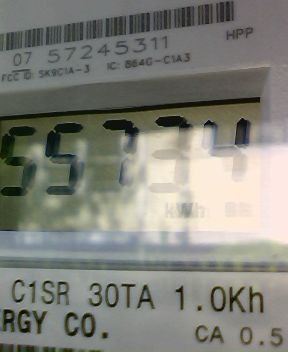 07 57245311
HPP
FCC ID: SK9C1A-3 IC: 864G-C1A3
55734
kWh
C1SR 30TA 1.0Kh
RGY CO.
CA 0.5